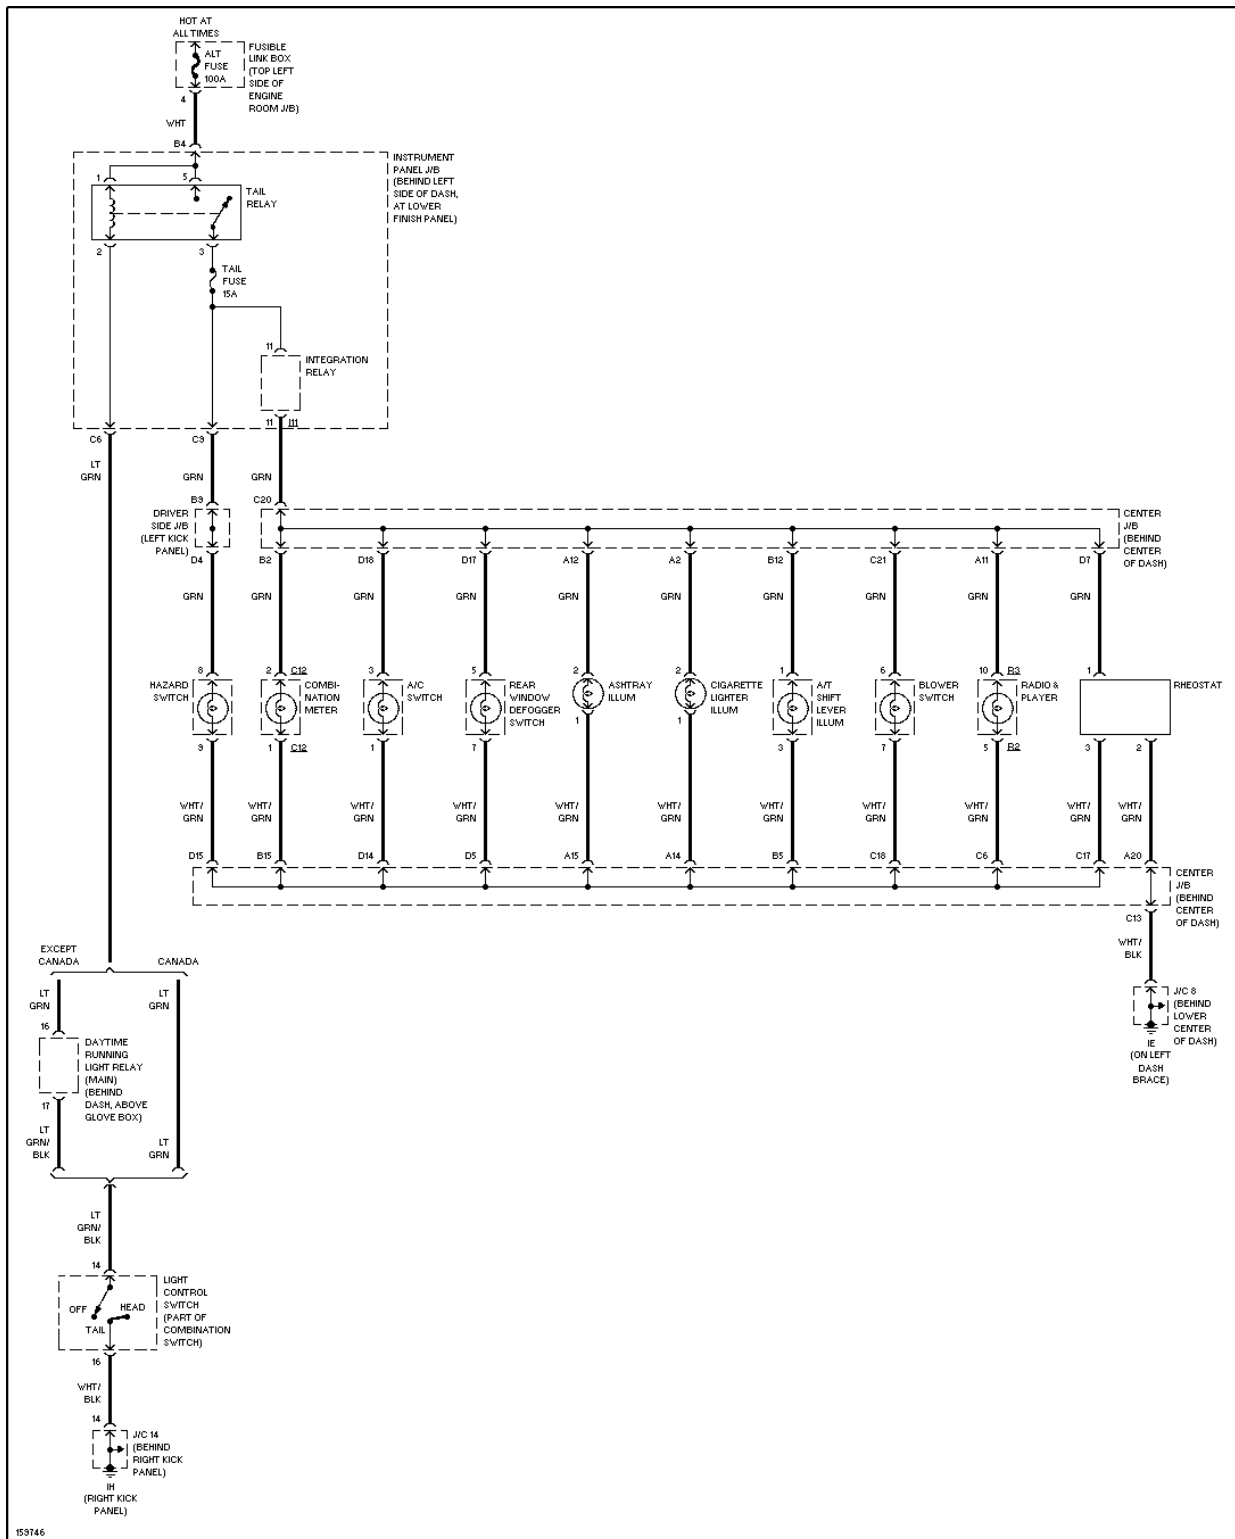 HOT AT
ALL TIMES
ALT
FUSE
100A
FUSIBLE
LINK BOX
(TOP LEFT
SIDE OF
ENGINE
ROOM J/B)
4
WHT
B4
INSTRUMENT
PANEL J/B
(BEHIND LEFT
SIDE OF DASH,
AT LOWER
FINISH PANEL)
1 5
TAIL
RELAY
2 3
TAIL
FUSE
15A
11
INTEGRATION
RELAY
11 I11
C6 C9
LT
GRN GRN GRN
B9 C20
DRIVER
SIDE J/B
(LEFT KICK
PANEL)
CENTER
J/B
(BEHIND
CENTER
OF DASH)
D4 B2 D18 D17 A12 A2 B12 C21 A11 D7
GRN GRN GRN GRN GRN GRN GRN GRN GRN GRN
8 2 C12 3 5 2 2 1 6 10 R3 1
HAZARD
SWITCH
COMBI-
NATION
METER
A/C
SWITCH
REAR
WINDOW
DEFOGGER
SWITCH
ASHTRAY
ILLUM
CIGARETTE
LIGHTER
ILLUM
A/T
SHIFT
LEVER
ILLUM
BLOWER
SWITCH
RADIO &
PLAYER
RHEOSTAT
9 1 C12 1 7 1 1 3 7 5 R2 3 2
WHT/ WHT/ WHT/ WHT/ WHT/ WHT/ WHT/ WHT/ WHT/ WHT/ WHT/
GRN GRN GRN GRN GRN GRN GRN GRN GRN GRN GRN
D15 B15 D14 D5 A15 A14 B5 C18 C6 C17 A20
CENTER
J/B
(BEHIND
CENTER
OF DASH)
C13
WHT/
BLK
J/C 8
(BEHIND
LOWER
CENTER
OF DASH)
IE
(ON LEFT
DASH
BRACE)
EXCEPT
CANADA CANADA
LT LT
GRN GRN
16
DAYTIME
RUNNING
LIGHT RELAY
(MAIN)
(BEHIND
DASH, ABOVE
GLOVE BOX)
17
LT
GRN/
BLK
LT
GRN
LT
GRN/
BLK
14
LIGHT
CONTROL
SWITCH
(PART OF
COMBINATION
SWITCH)
OFF HEAD
TAIL
16
WHT/
BLK
14
J/C 14
(BEHIND
RIGHT KICK
PANEL)
IH
(RIGHT KICK
PANEL)
159746